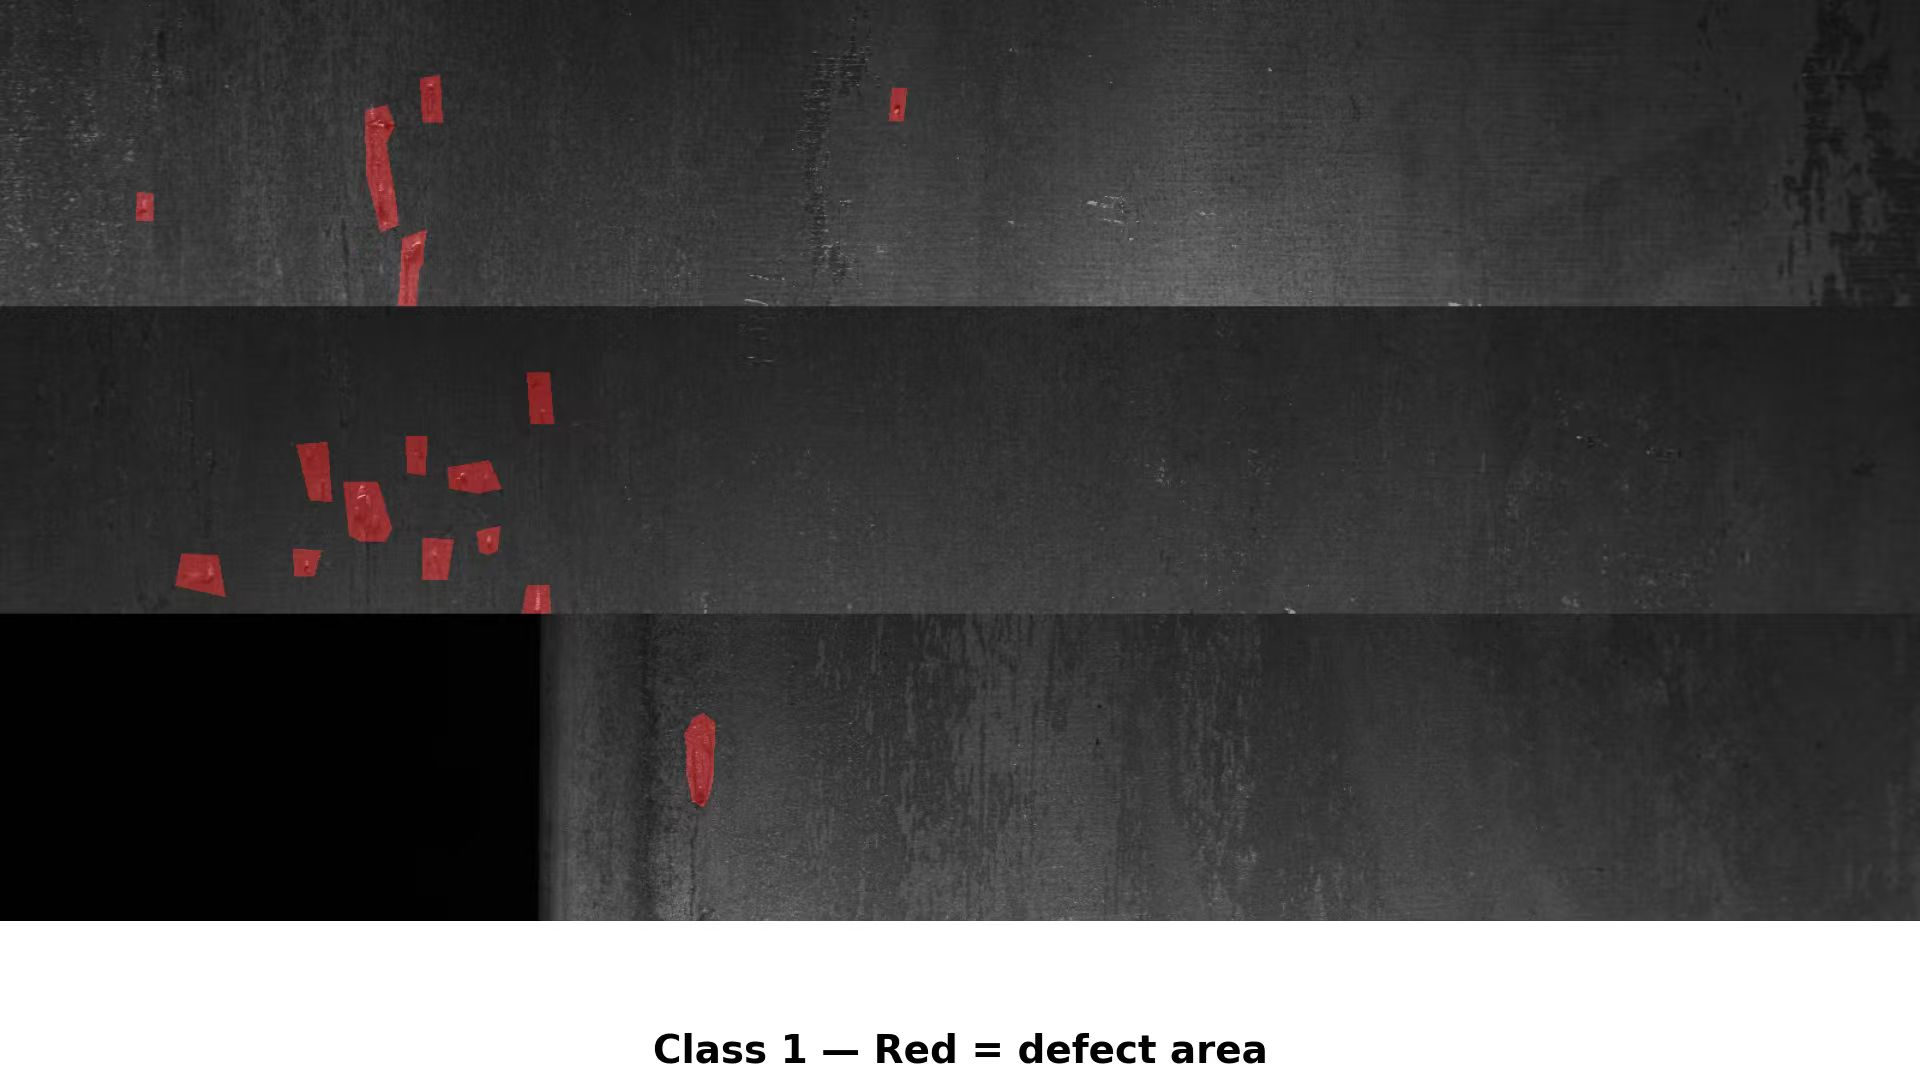 Class 1 — Red = defect area